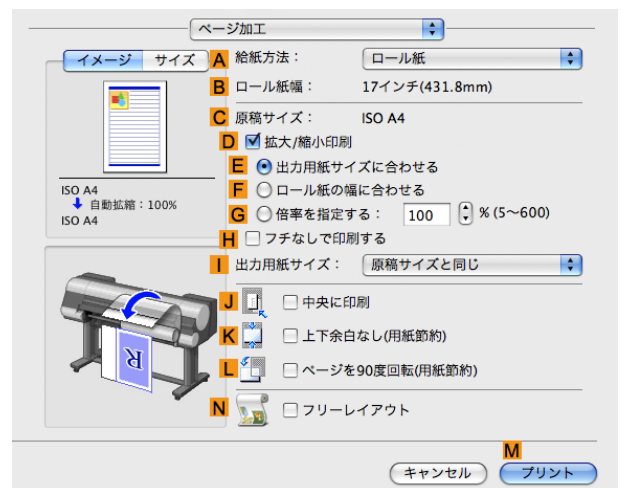 ページ加工
イメージ サイズ
A 給紙方法： ロール紙
B ロール紙幅： 17インチ(431.8mm)
C 原稿サイズ： ISO A4
D 拡大/縮小印刷
E 出力用紙サイズに合わせる
F ロール紙の幅に合わせる
G 倍率を指定する： 100 % (5〜600)
ISO A4
自動拡縮：100%
ISO A4
H フチなしで印刷する
I 出力用紙サイズ： 原稿サイズと同じ
J 中央に印刷
K 上下余白なし(用紙節約)
L ページを90度回転(用紙節約)
R
N フリーレイアウト
M
キャンセル プリント